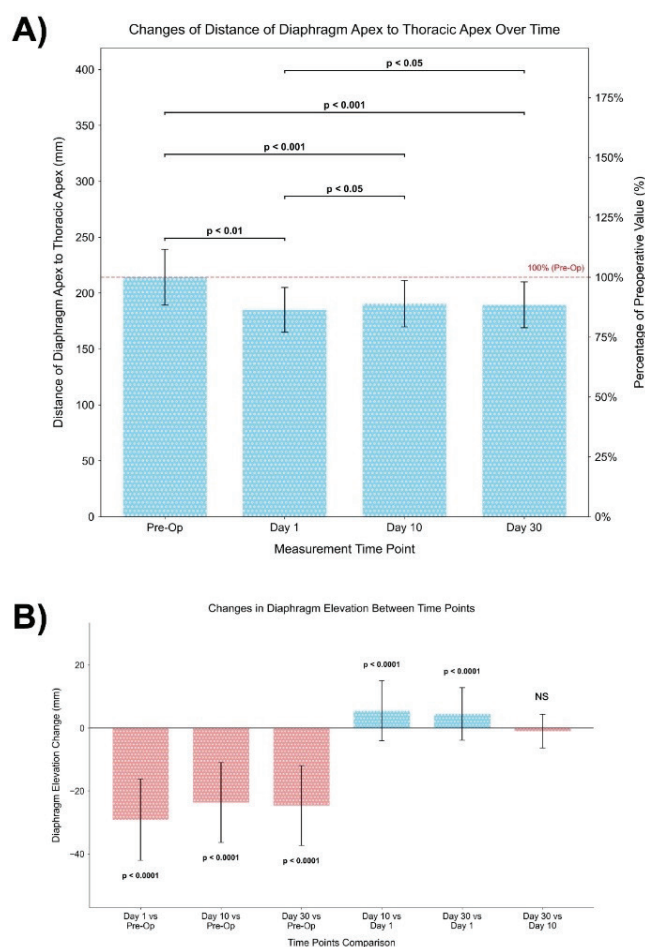 A)
Changes of Distance of Diaphragm Apex to Thoracic Apex Over Time
Distance of Diaphragm Apex to Thoracic Apex (mm)
400
350
300
250
200
150
100
50
0
p < 0.05
p < 0.001
p < 0.001
p < 0.05
p < 0.01
100% (Pre-Op)
175%
150%
125%
100%
75%
50%
25%
0%
Percentage of Preoperative Value (%)
Pre-Op
Day 1
Day 10
Day 30
Measurement Time Point
B)
Changes in Diaphragm Elevation Between Time Points
Diaphragm Elevation Change (mm)
20
0
−20
−40
p < 0.0001
p < 0.0001
p < 0.0001
p < 0.0001
p < 0.0001
NS
Day 1 vs
Pre-Op
Day 10 vs
Pre-Op
Day 30 vs
Pre-Op
Day 10 vs
Day 1
Day 30 vs
Day 1
Day 30 vs
Day 10
Time Points Comparison